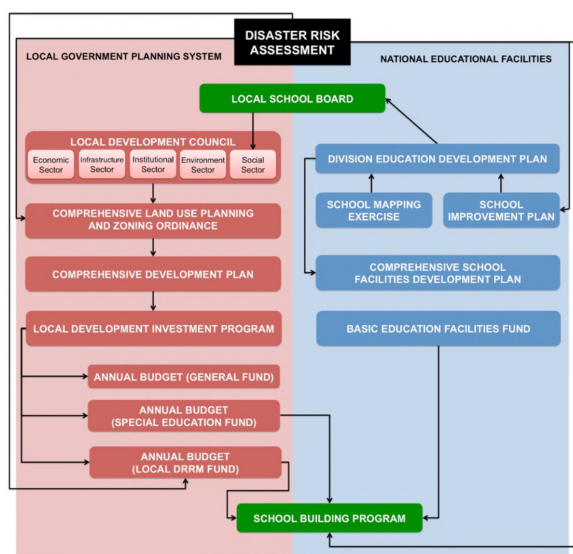 DISASTER RISK
ASSESSMENT
LOCAL GOVERNMENT PLANNING SYSTEM
NATIONAL EDUCATIONAL FACILITIES
LOCAL SCHOOL BOARD
LOCAL DEVELOPMENT COUNCIL
Economic
Sector
Infrastructure
Sector
Institutional
Sector
Environment
Sector
Social
Sector
DIVISION EDUCATION DEVELOPMENT PLAN
SCHOOL MAPPING
EXERCISE
SCHOOL
IMPROVEMENT PLAN
COMPREHENSIVE LAND USE PLANNING
AND ZONING ORDINANCE
COMPREHENSIVE DEVELOPMENT PLAN
COMPREHENSIVE SCHOOL
FACILITIES DEVELOPMENT PLAN
LOCAL DEVELOPMENT INVESTMENT PROGRAM
BASIC EDUCATION FACILITIES FUND
ANNUAL BUDGET (GENERAL FUND)
ANNUAL BUDGET
(SPECIAL EDUCATION FUND)
ANNUAL BUDGET
(LOCAL DRRM FUND)
SCHOOL BUILDING PROGRAM